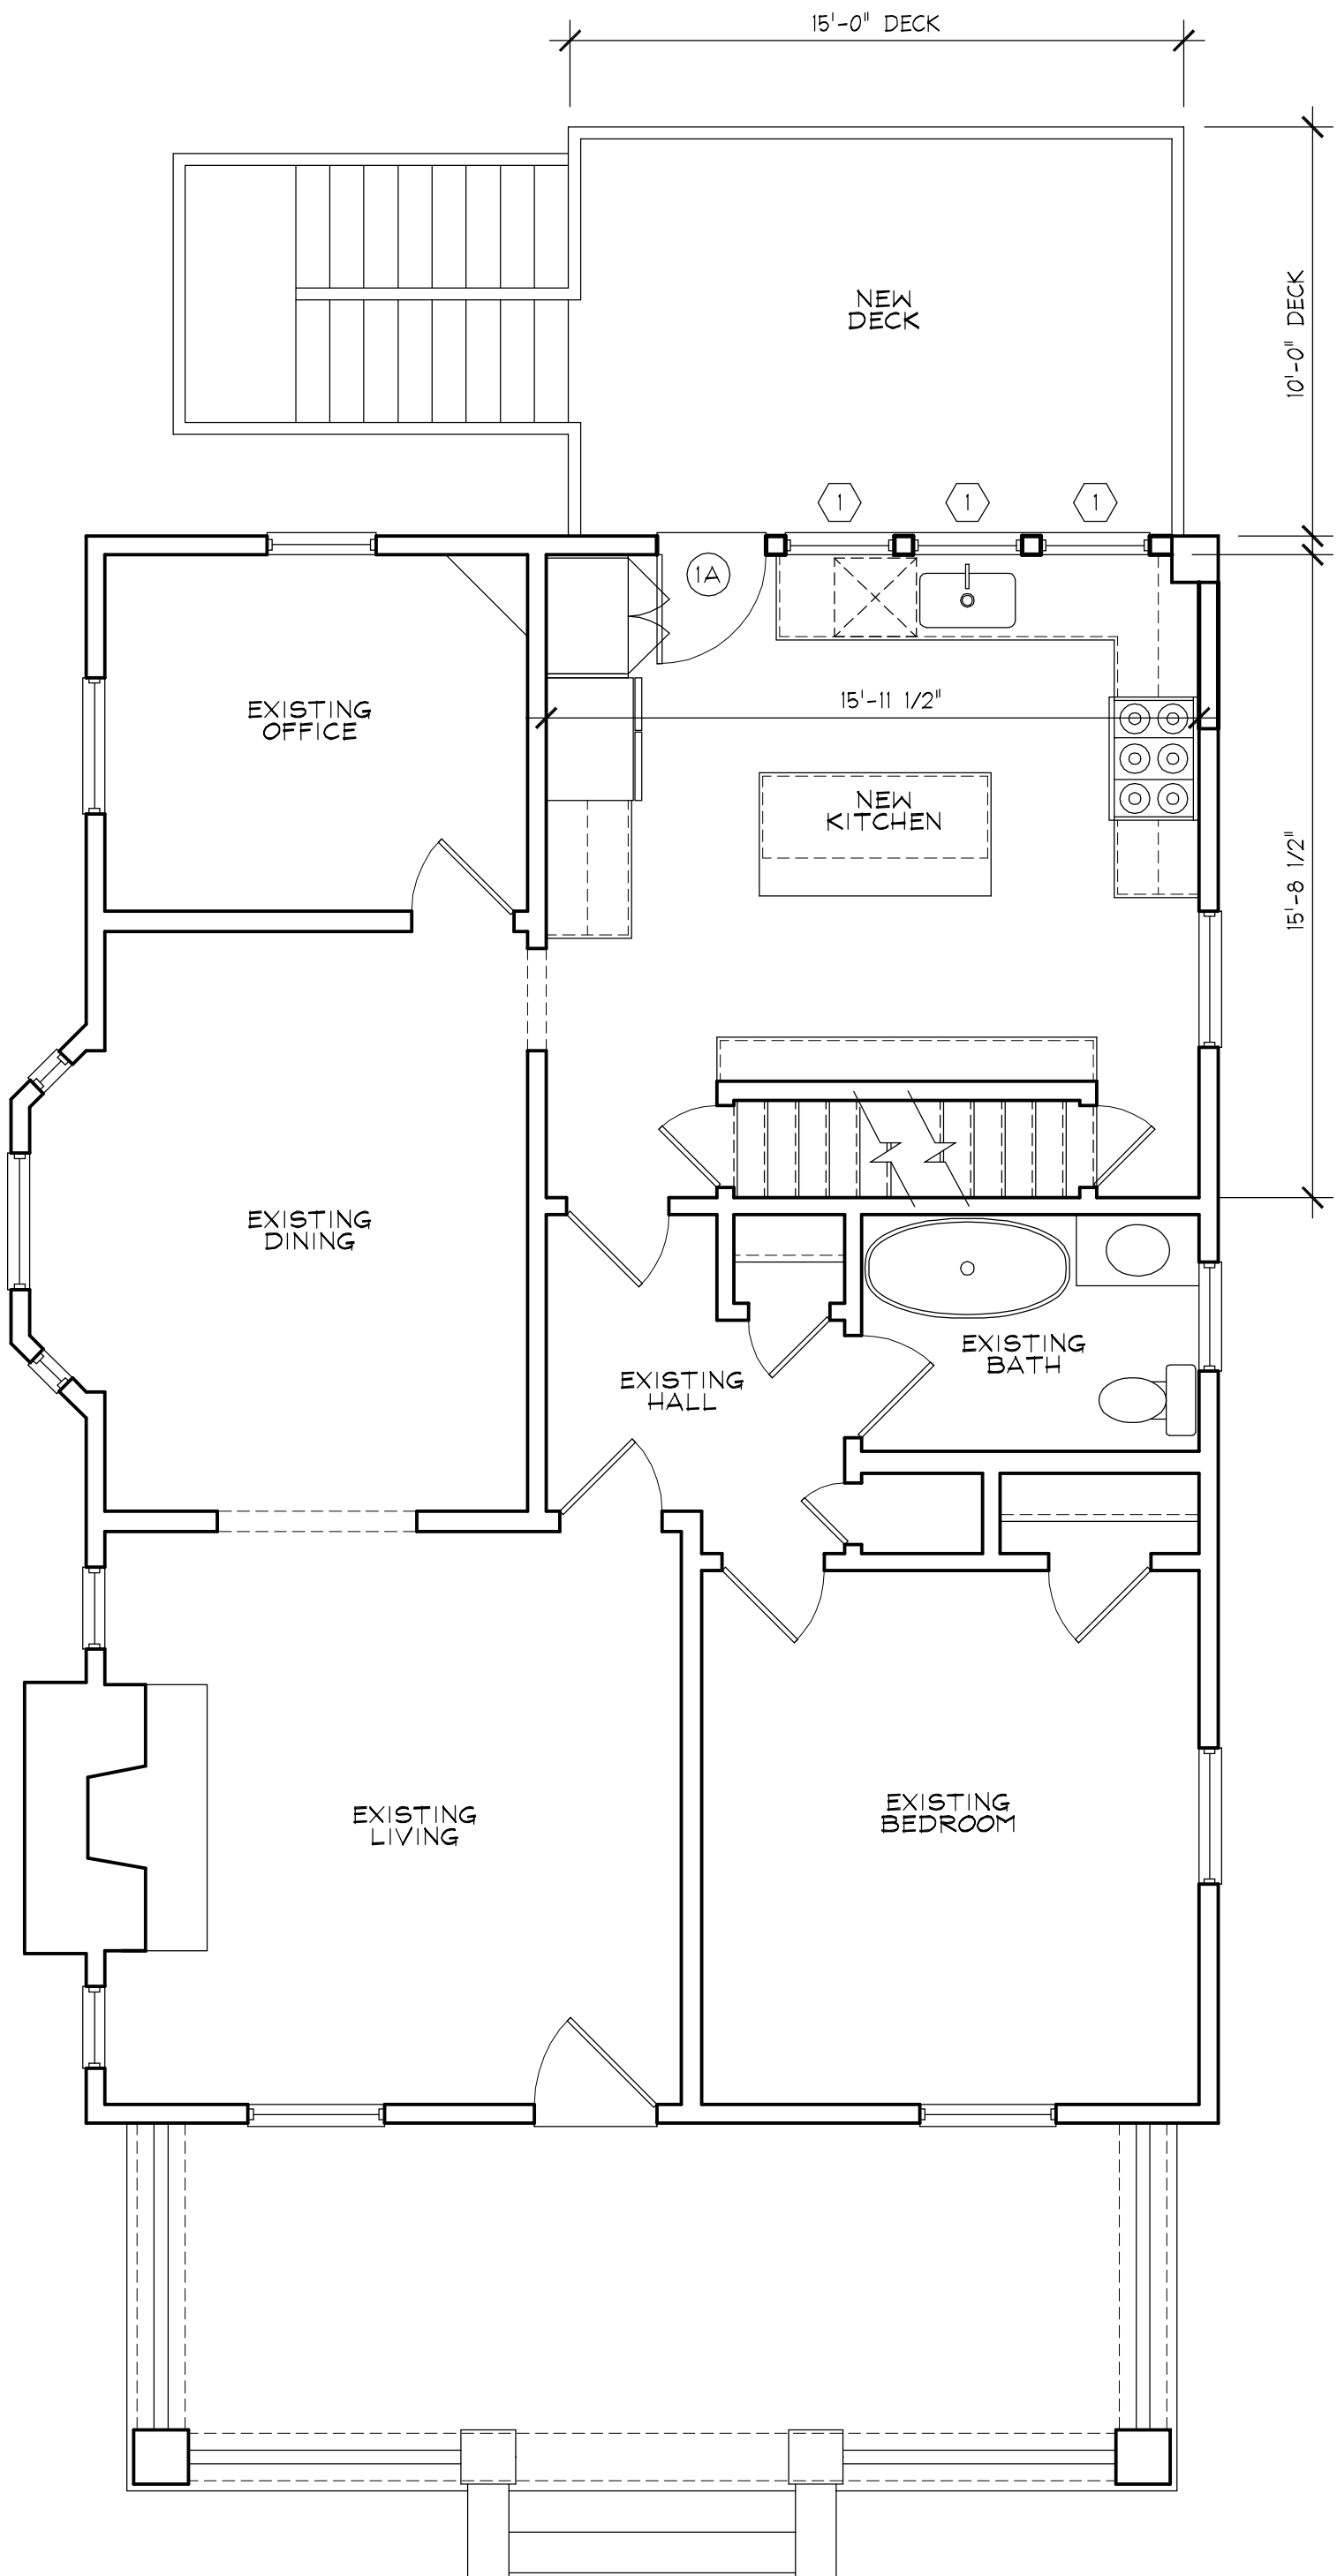 15'-0" DECK
NEW
DECK
10'-0" DECK
1
1
1
1A
EXISTING
OFFICE
15'-11 1/2"
NEW
KITCHEN
15'-8 1/2"
EXISTING
DINING
EXISTING
HALL
EXISTING
BATH
EXISTING
LIVING
EXISTING
BEDROOM